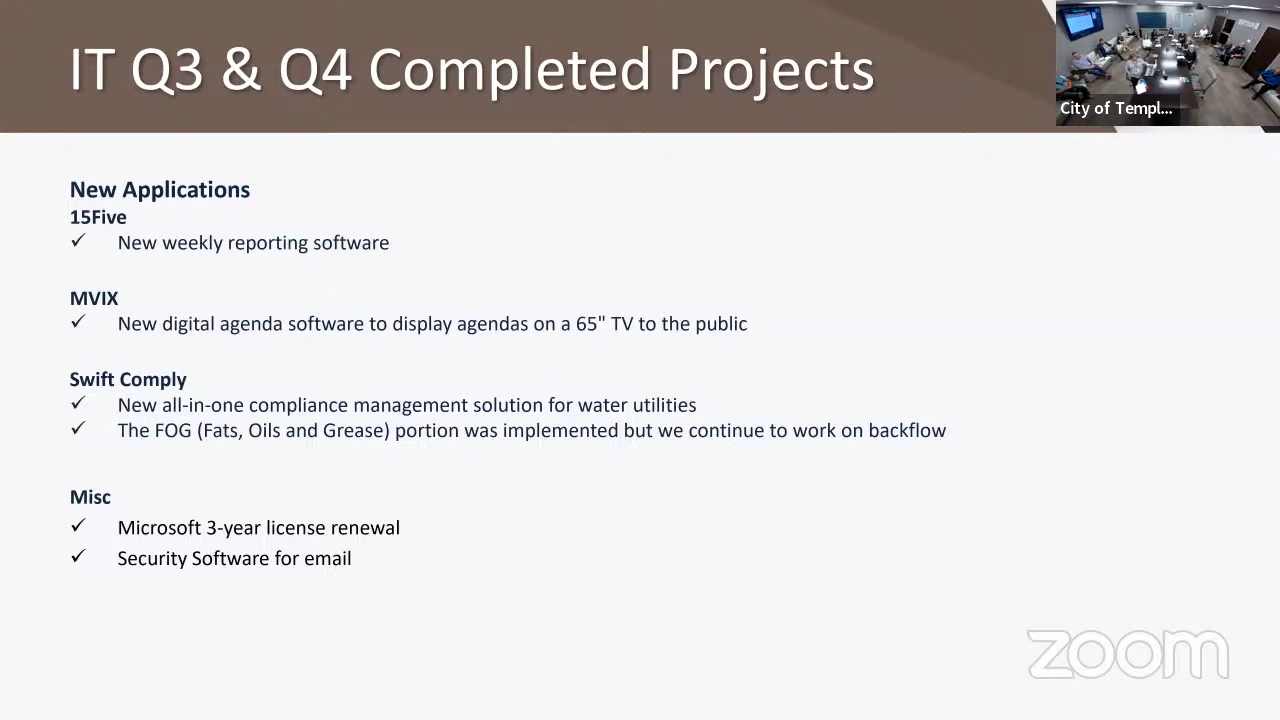 IT Q3 & Q4 Completed Projects
City of Templ...
New Applications
15Five
✓ New weekly reporting software
MVIX
✓ New digital agenda software to display agendas on a 65" TV to the public
Swift Comply
✓ New all-in-one compliance management solution for water utilities
✓ The FOG (Fats, Oils and Grease) portion was implemented but we continue to work on backflow
Misc
✓ Microsoft 3-year license renewal
✓ Security Software for email
zoom